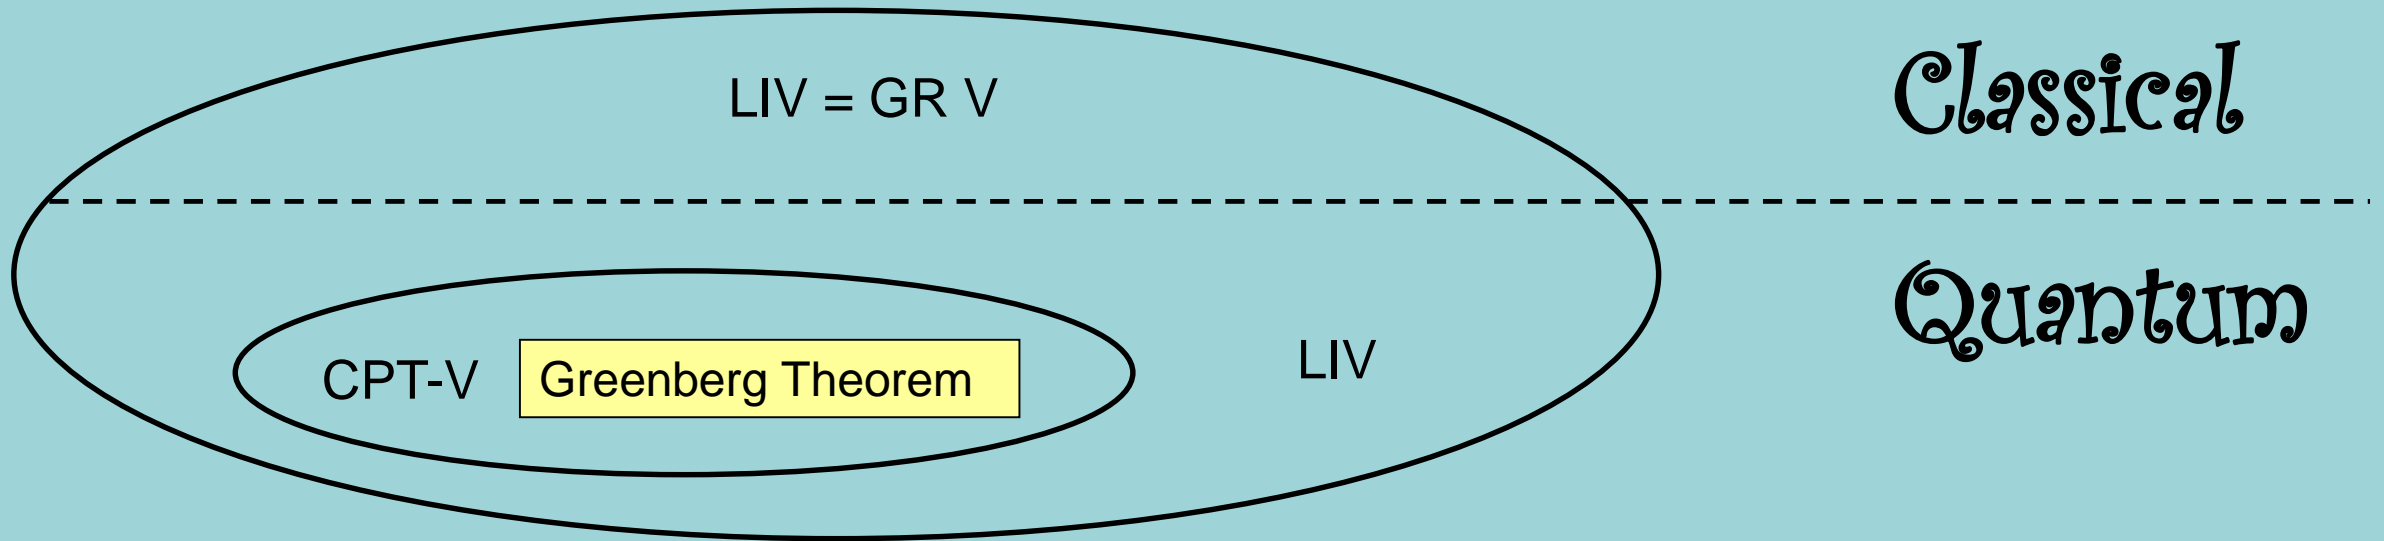 LIV = GR V
Classical
Quantum
CPT-V
Greenberg Theorem
LIV